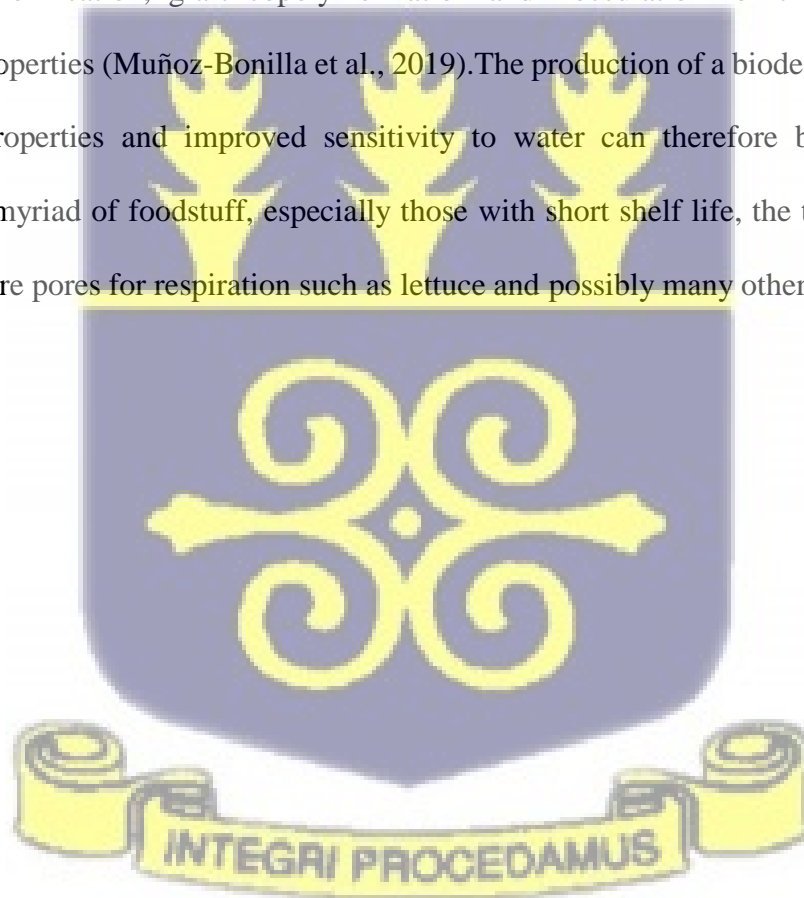 operties (Muñoz-Bonilla et al., 2019).The production of a biode
roperties and improved sensitivity to water can therefore b
myriad of foodstuff, especially those with short shelf life, the t
re pores for respiration such as lettuce and possibly many other
INTEGRI PROCEDAMUS